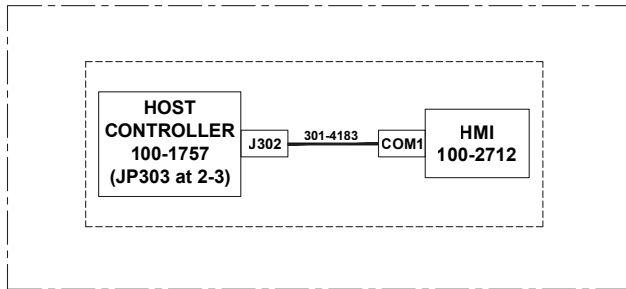 HOST
CONTROLLER
100-1757
(JP303 at 2-3)
J302
301-4183
COM1
HMI
100-2712